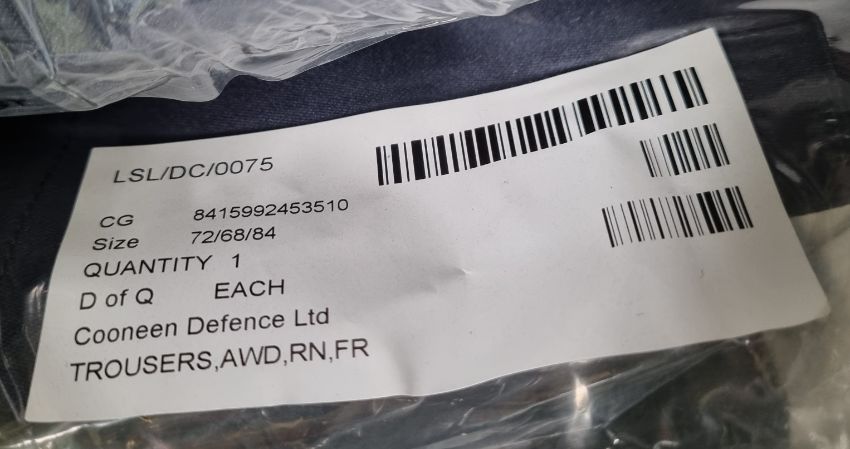 LSL/DC/0075
CG 8415992453510
Size 72/68/84
QUANTITY 1
D of Q EACH
Cooneen Defence Ltd
TROUSERS,AWD,RN,FR